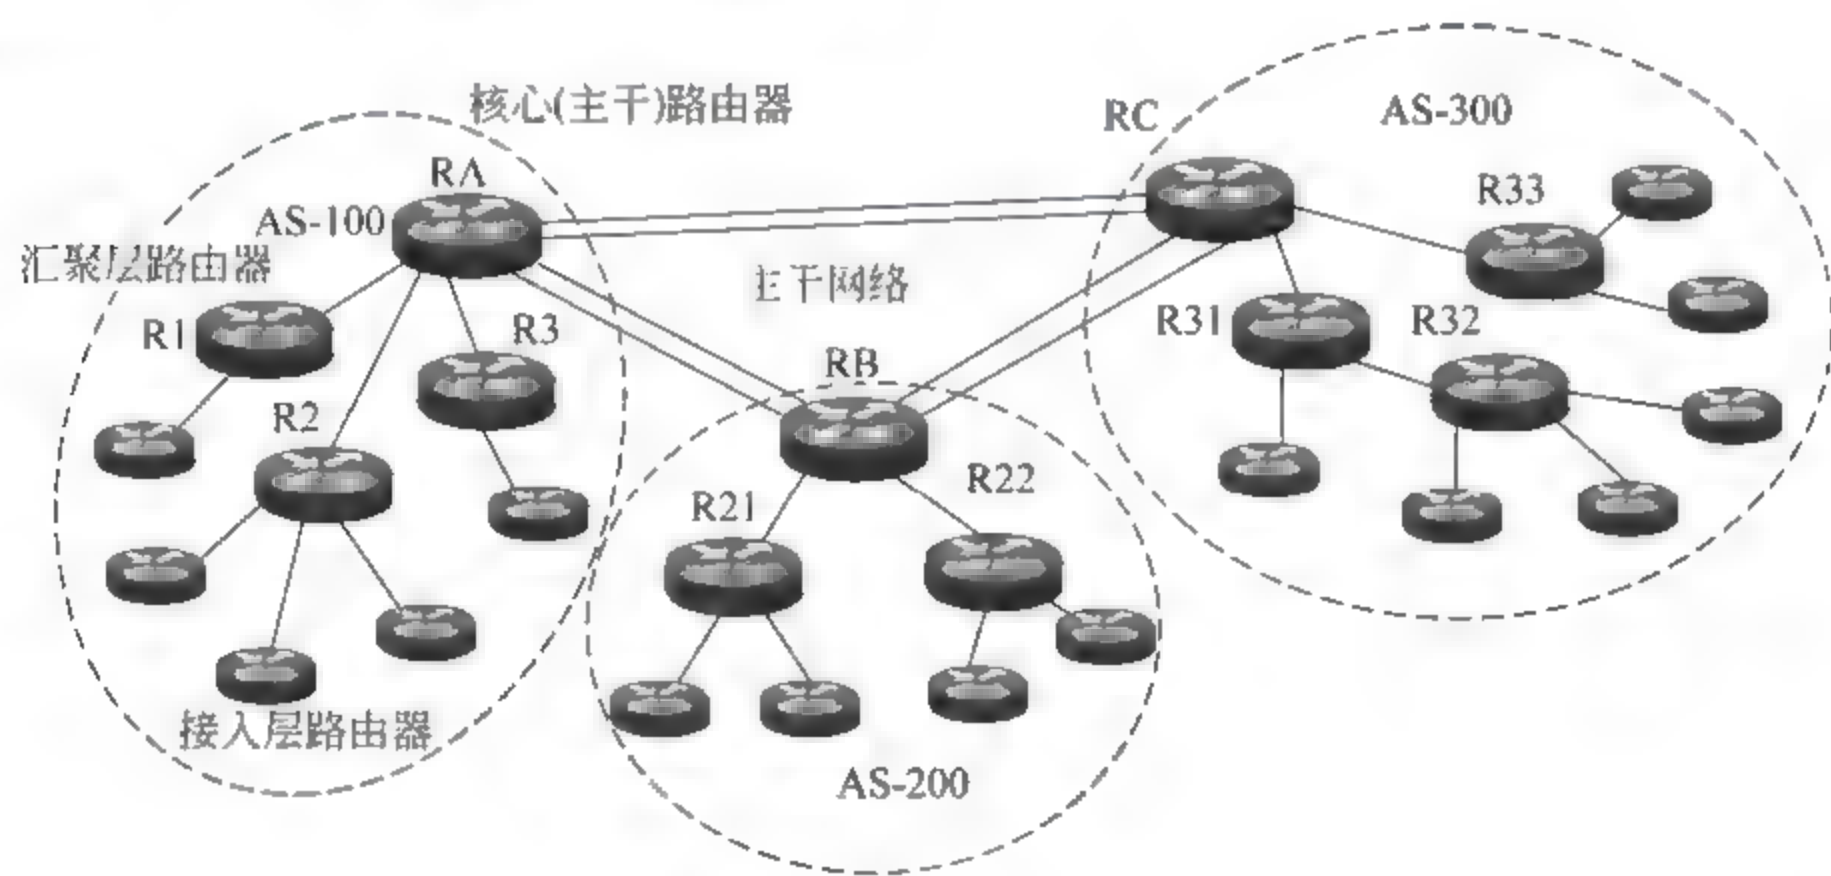 核心(主干)路由器
RC
AS-300
RA
R33
AS-100
汇聚层路由器
主干网络
R1
R3
R31
R32
RB
R2
R22
R21
接入层路由器
AS-200